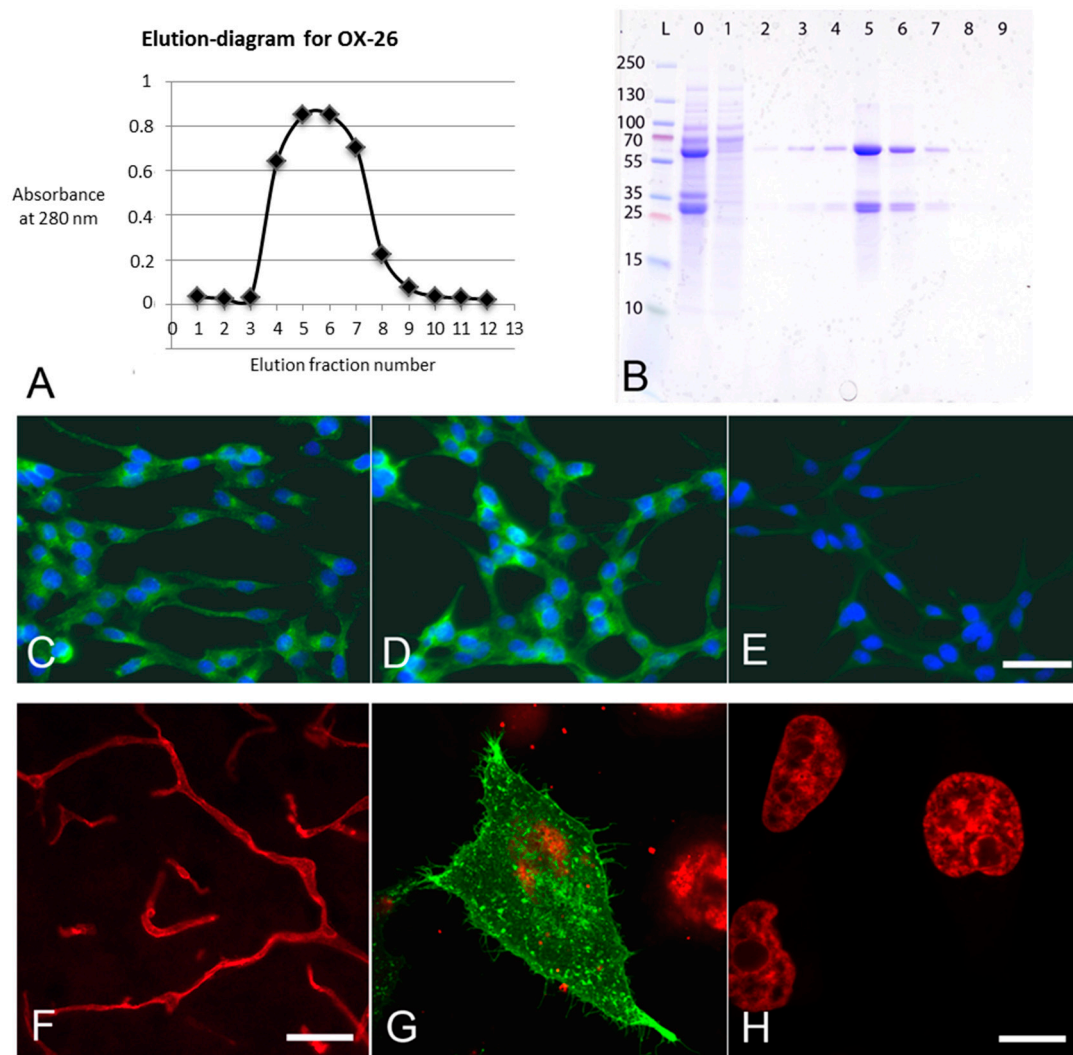 Elution-diagram for OX-26
1
0.8
0.6
0.4
0.2
0
Absorbance
at 280 nm
0 1 2 3 4 5 6 7 8 9 10 11 12 13
Elution fraction number
A
L 0 1 2 3 4 5 6 7 8 9
250
130
100
70
55
35
25
15
10
B
C
D
E
F
G
H